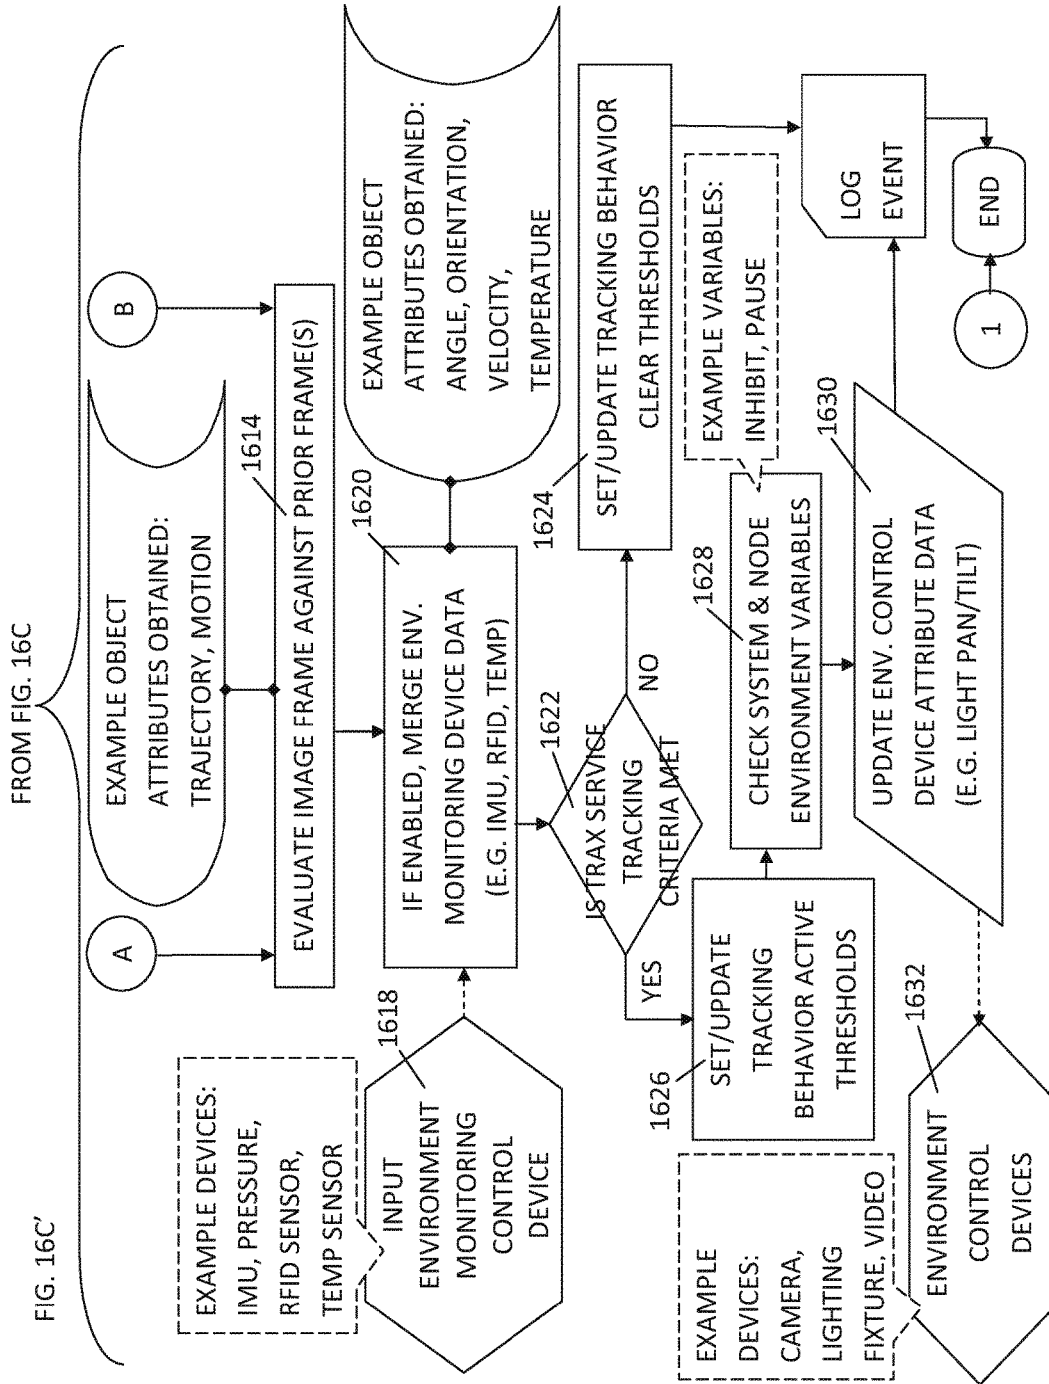 FIG. 16C'
FROM FIG. 16C
A
EXAMPLE OBJECT
ATTRIBUTES OBTAINED:
TRAJECTORY, MOTION
B
1614
EVALUATE IMAGE FRAME AGAINST PRIOR FRAME(S)
EXAMPLE DEVICES:
IMU, PRESSURE,
RFID SENSOR,
TEMP SENSOR
1618
INPUT
ENVIRONMENT
MONITORING
CONTROL
DEVICE
1620
IF ENABLED, MERGE ENV.
MONITORING DEVICE DATA
(E.G. IMU, RFID, TEMP)
EXAMPLE OBJECT
ATTRIBUTES OBTAINED:
ANGLE, ORIENTATION,
VELOCITY,
TEMPERATURE
1622
IS TRAX SERVICE
TRACKING
CRITERIA MET
YES
NO
1624
SET/UPDATE TRACKING BEHAVIOR
CLEAR THRESHOLDS
1626
SET/UPDATE
TRACKING
BEHAVIOR ACTIVE
THRESHOLDS
1628
CHECK SYSTEM & NODE
ENVIRONMENT VARIABLES
EXAMPLE VARIABLES:
INHIBIT, PAUSE
1630
UPDATE ENV. CONTROL
DEVICE ATTRIBUTE DATA
(E.G. LIGHT PAN/TILT)
LOG
EVENT
EXAMPLE
DEVICES:
CAMERA,
LIGHTING
FIXTURE, VIDEO
1632
ENVIRONMENT
CONTROL
DEVICES
1
END